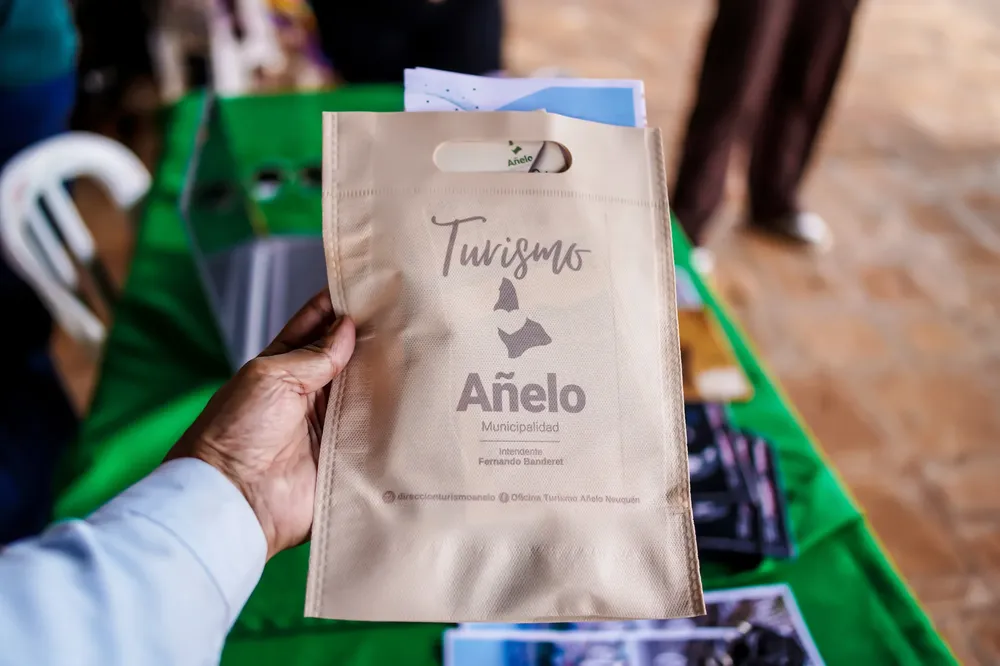 Añelo
Turismo
Añelo
Municipalidad
Intendente
Fernando Banderet
direccionturismoanelo Oficina Turismo Añelo Neuquén